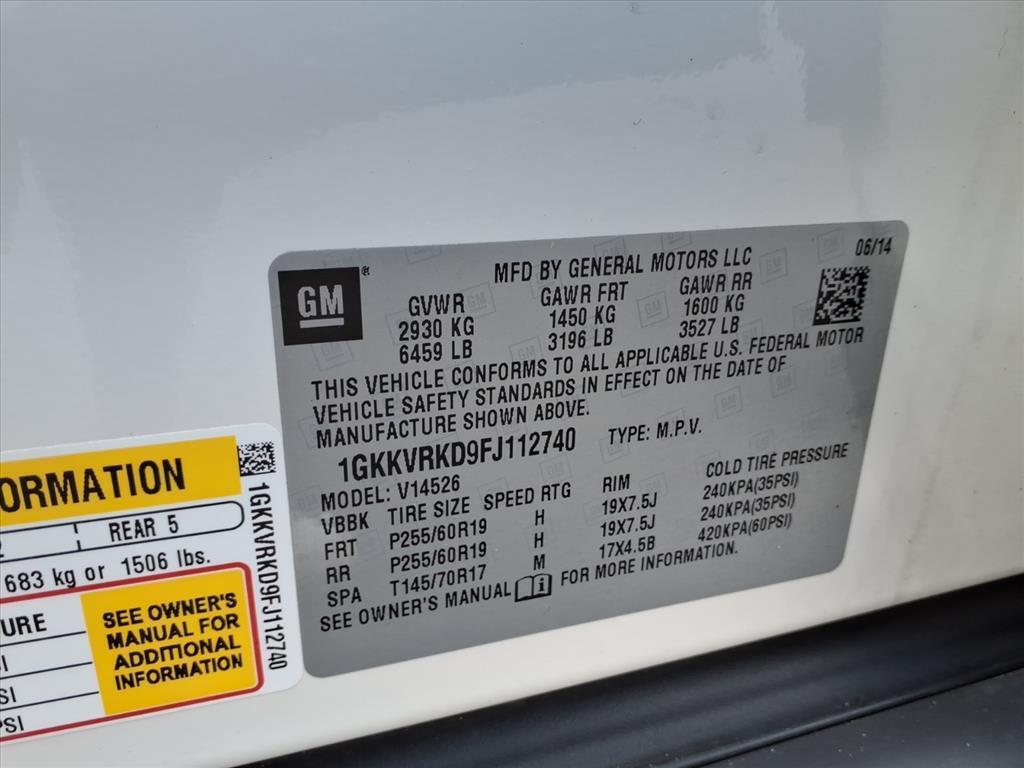 GM ®
MFD BY GENERAL MOTORS LLC
06/14
GVWR GAWR FRT GAWR RR
2930 KG 1450 KG 1600 KG
6459 LB 3196 LB 3527 LB
THIS VEHICLE CONFORMS TO ALL APPLICABLE U.S. FEDERAL MOTOR
VEHICLE SAFETY STANDARDS IN EFFECT ON THE DATE OF
MANUFACTURE SHOWN ABOVE.
1GKKVRKD9FJ112740 TYPE: M.P.V.
MODEL: V14526
VBBK TIRE SIZE SPEED RTG RIM COLD TIRE PRESSURE
FRT P255/60R19 H 19X7.5J 240KPA(35PSI)
RR P255/60R19 H 19X7.5J 240KPA(35PSI)
SPA T145/70R17 M 17X4.5B 420KPA(60PSI)
SEE OWNER'S MANUAL i FOR MORE INFORMATION.
ORMATION
REAR 5
683 kg or 1506 lbs.
URE
SI
PSI
SEE OWNER'S
MANUAL FOR
ADDITIONAL
INFORMATION
1GKKVRKD9FJ112740